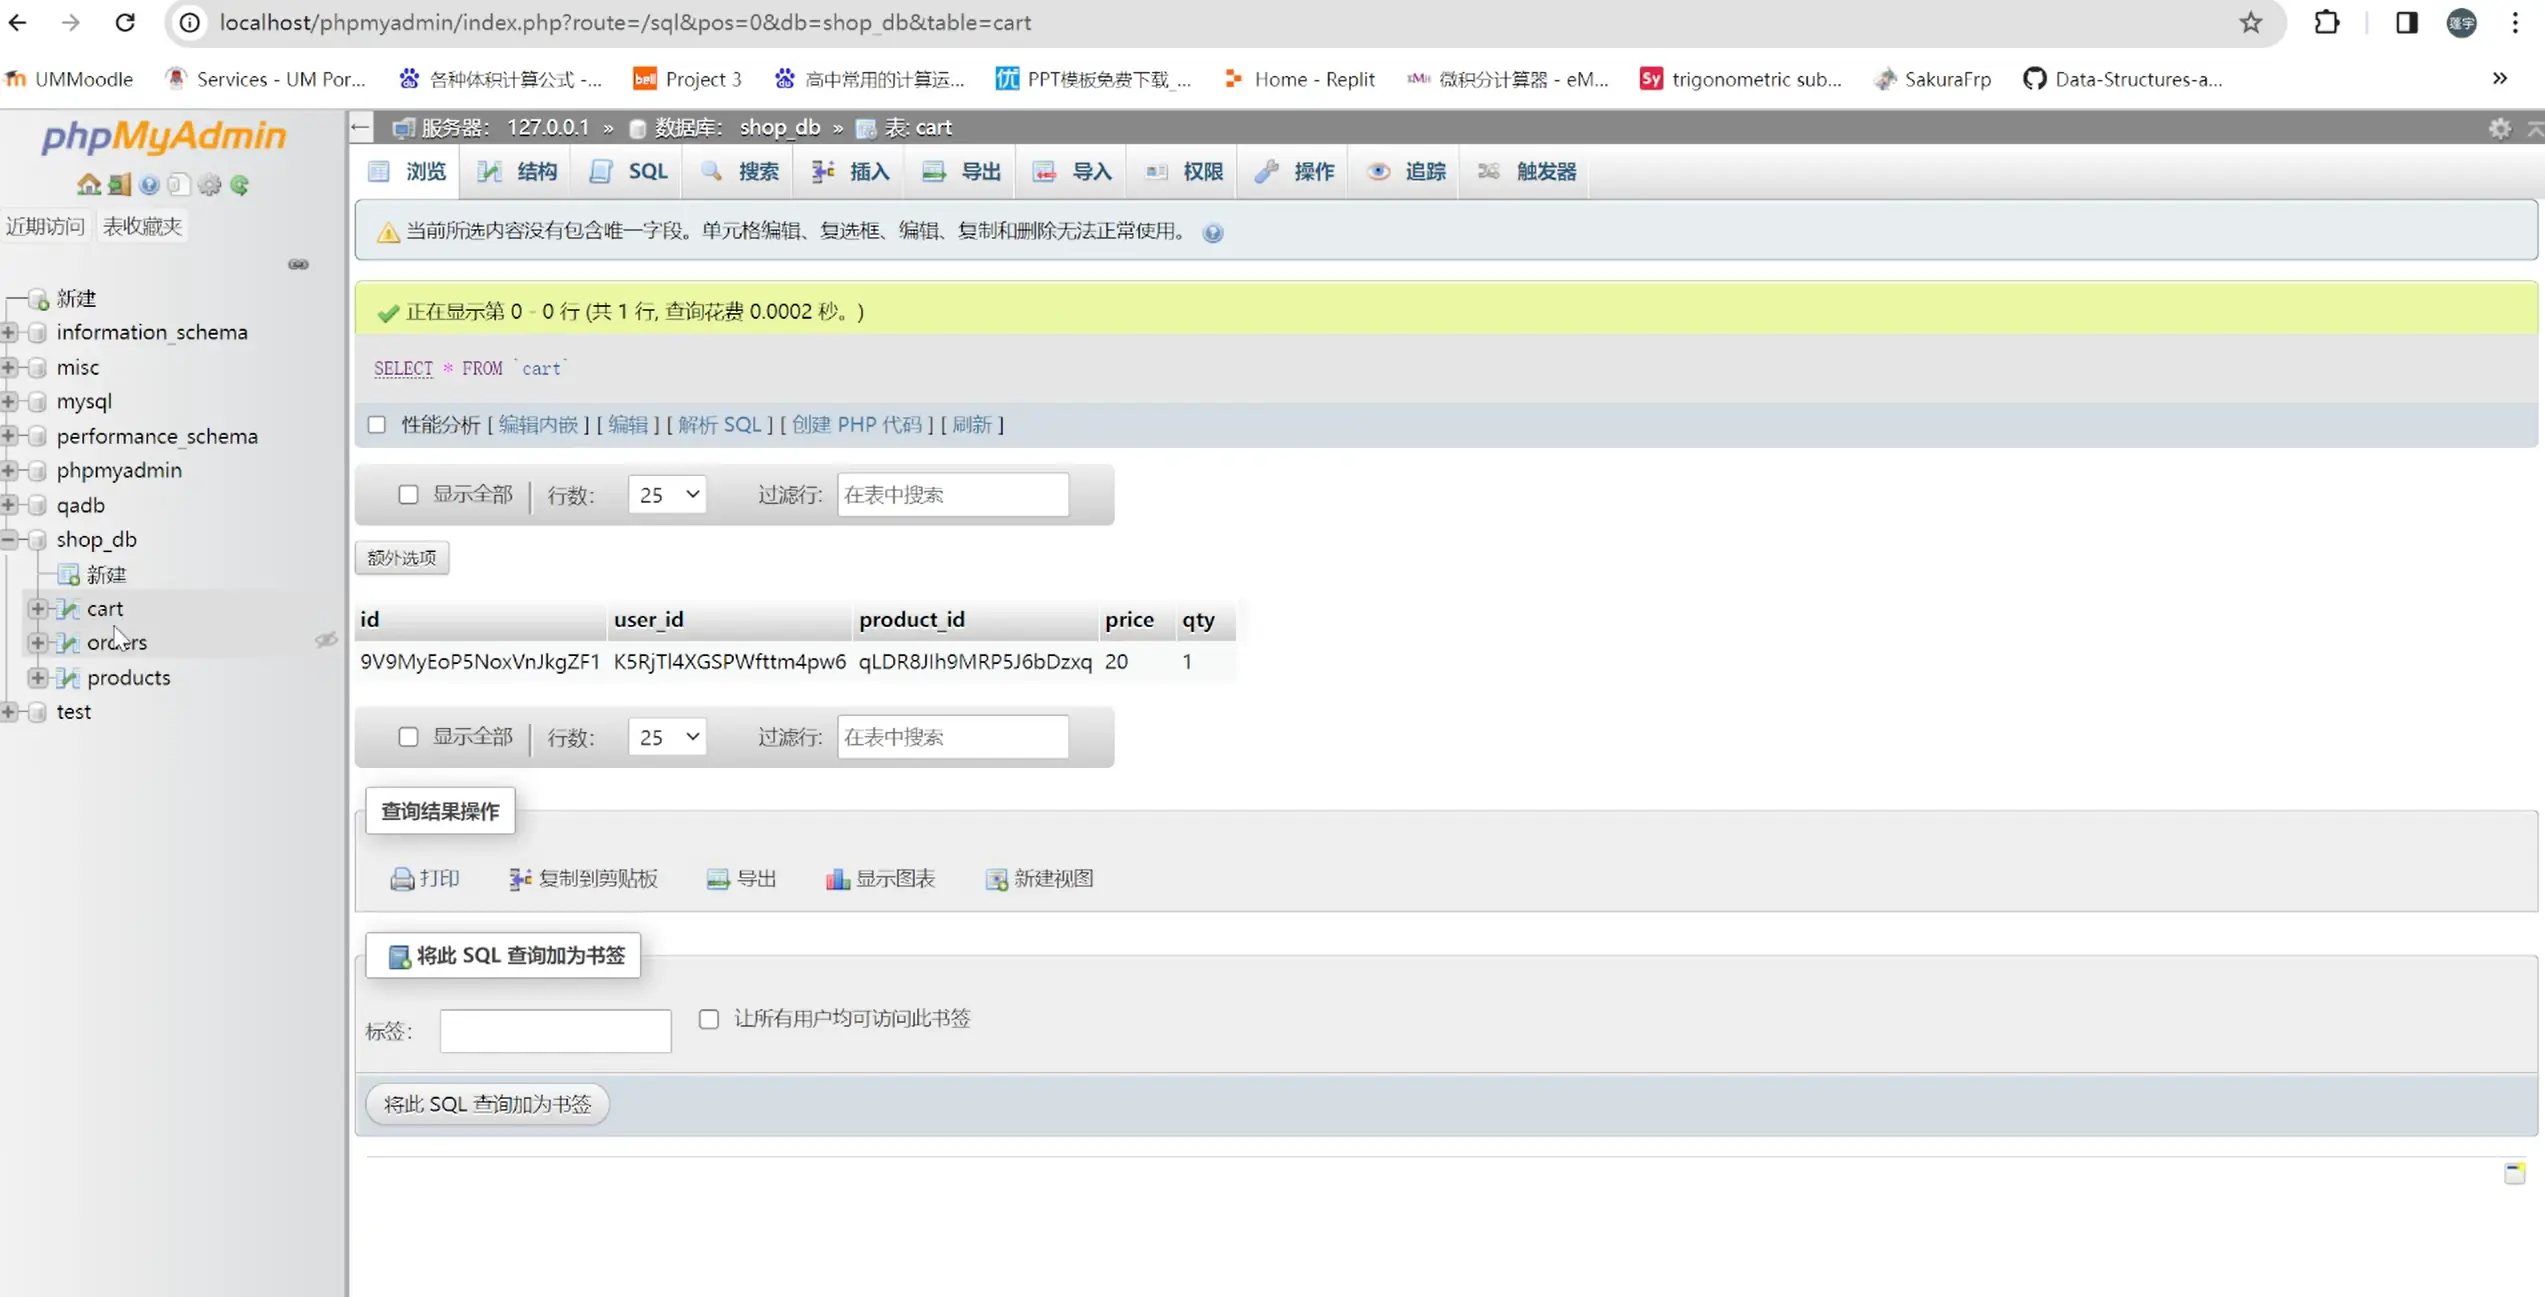 localhost/phpmyadmin/index.php?route=/sql&pos=0&db=shop_db&table=cart
蓬宇
UMMoodle
Services - UM Por...
各种体积计算公式 -...
bell Project 3
高中常用的计算运...
优 PPT模板免费下载_...
Home - Replit
微积分计算器 - eM...
Sy trigonometric sub...
SakuraFrp
Data-Structures-a...
»
phpMyAdmin
近期访问 表收藏夹
新建
information_schema
misc
mysql
performance_schema
phpmyadmin
qadb
shop_db
新建
cart
orders
products
test
服务器: 127.0.0.1 » 数据库: shop_db » 表: cart
浏览 结构 SQL 搜索 插入 导出 导入 权限 操作 追踪 触发器
当前所选内容没有包含唯一字段。单元格编辑、复选框、编辑、复制和删除无法正常使用。
正在显示第 0 - 0 行 (共 1 行, 查询花费 0.0002 秒。)
SELECT * FROM `cart`
性能分析 [ 编辑内嵌 ] [ 编辑 ] [ 解析 SQL ] [ 创建 PHP 代码 ] [ 刷新 ]
显示全部 行数: 25 过滤行: 在表中搜索
额外选项
id user_id product_id price qty
9V9MyEoP5NoxVnJkgZF1 K5RjTl4XGSPWfttm4pw6 qLDR8JIh9MRP5J6bDzxq 20 1
显示全部 行数: 25 过滤行: 在表中搜索
查询结果操作
打印 复制到剪贴板 导出 显示图表 新建视图
将此 SQL 查询加为书签
标签: 让所有用户均可访问此书签
将此 SQL 查询加为书签